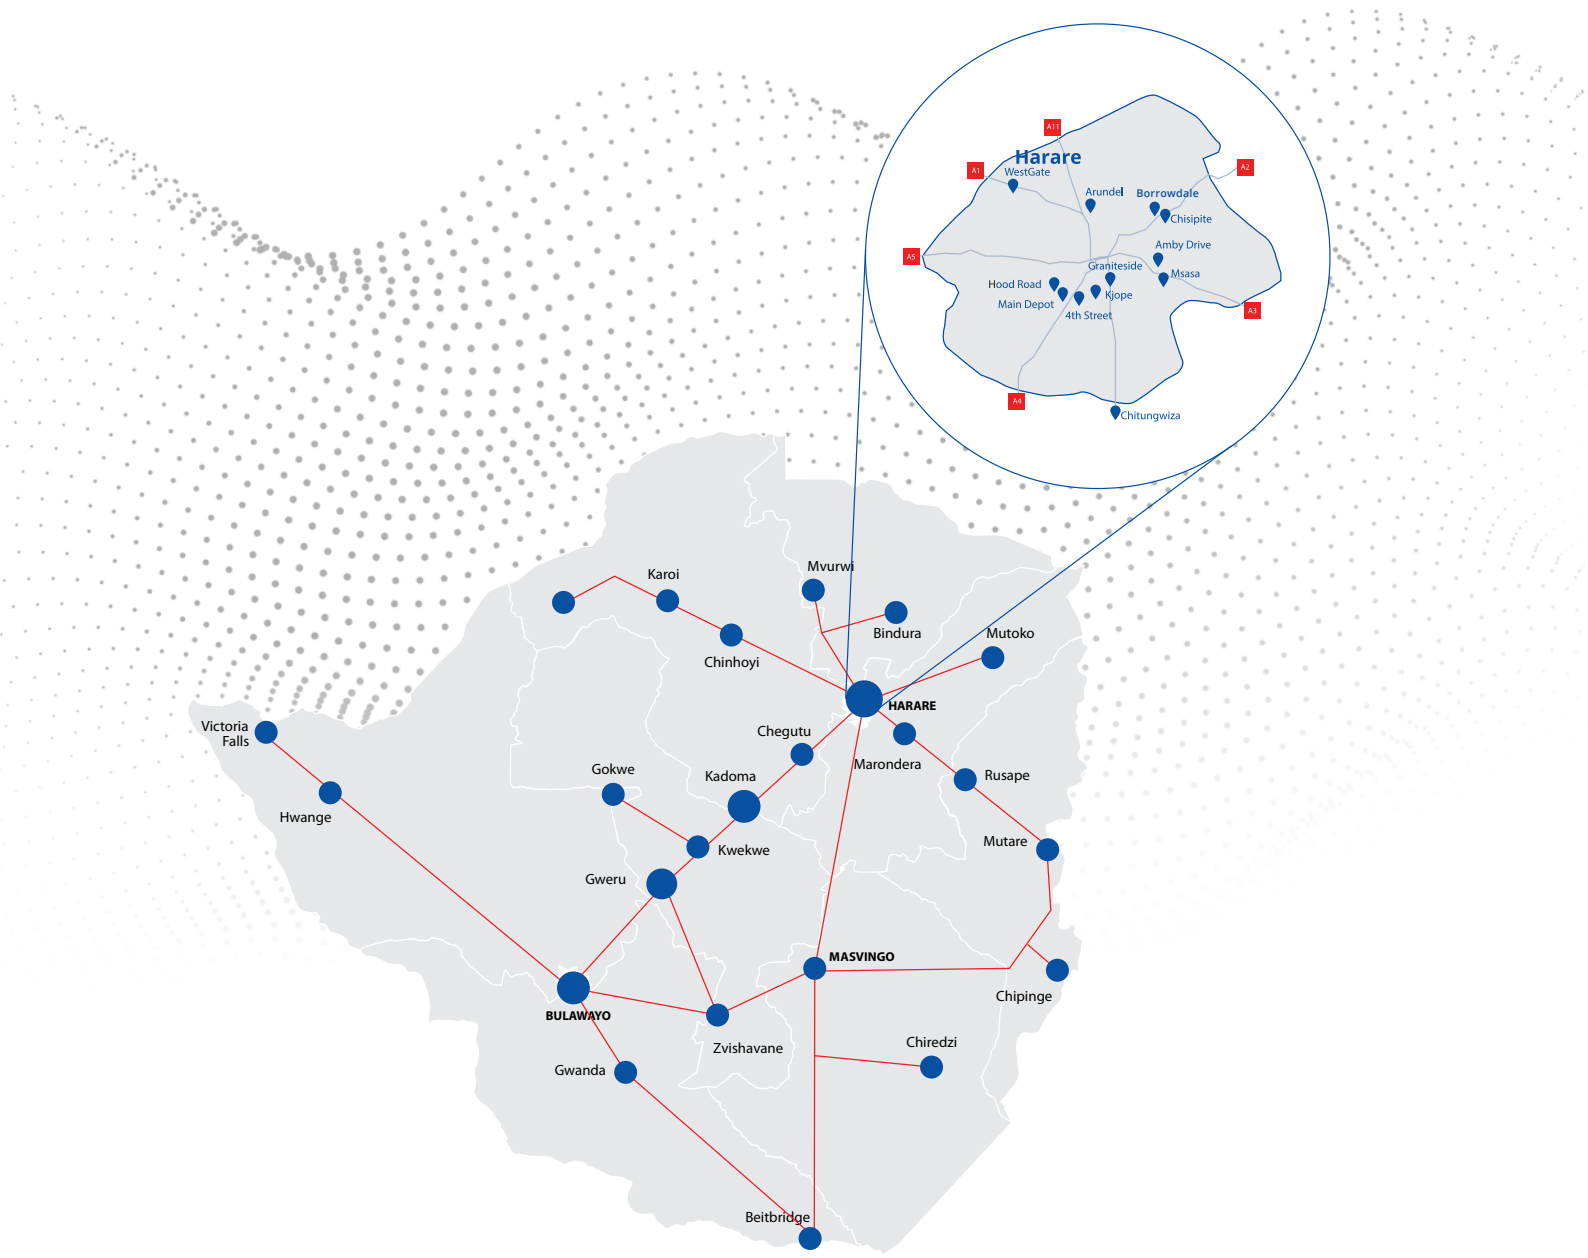 A11
Harare
A1
WestGate
A2
Arundel
Borrowdale
Chisipite
Amby Drive
A5
Graniteside
Msasa
Hood Road
Kjope
Main Depot
4th Street
A3
A4
Chitungwiza
Mvurwi
Karoi
Bindura
Mutoko
Chinhoyi
HARARE
Victoria
Falls
Chegutu
Marondera
Gokwe
Kadoma
Rusape
Hwange
Mutare
Kwekwe
Gweru
MASVINGO
Chipinge
BULAWAYO
Zvishavane
Chiredzi
Gwanda
Beitbridge